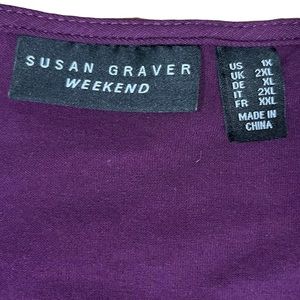 SUSAN GRAVER
WEEKEND
US 1X
UK 2XL
DE XL
IT 2XL
FR XXL
MADE IN
CHINA